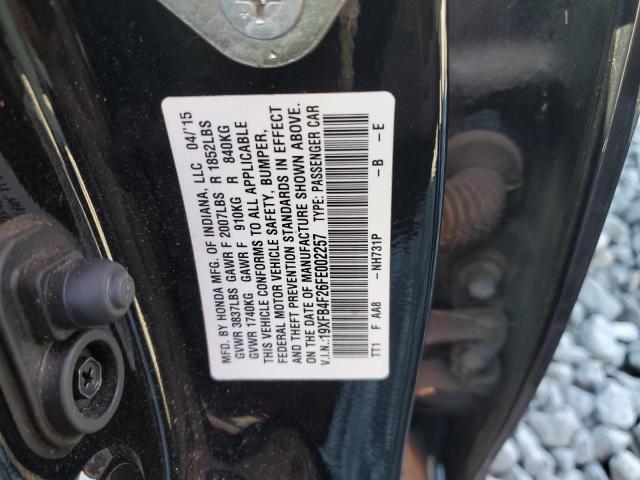 MFD. BY HONDA MFG. OF INDIANA, LLC 04/'15
GVWR 3837LBS GAWR F 2007LBS R 1852LBS
GVWR 1740KG GAWR F 910KG R 840KG
THIS VEHICLE CONFORMS TO ALL APPLICABLE
FEDERAL MOTOR VEHICLE SAFETY, BUMPER,
AND THEFT PREVENTION STANDARDS IN EFFECT
ON THE DATE OF MANUFACTURE SHOWN ABOVE.
V.I.N.:19XFB4F26FE002257 TYPE: PASSENGER CAR
TT1 F AA8 -NH731P -B -E